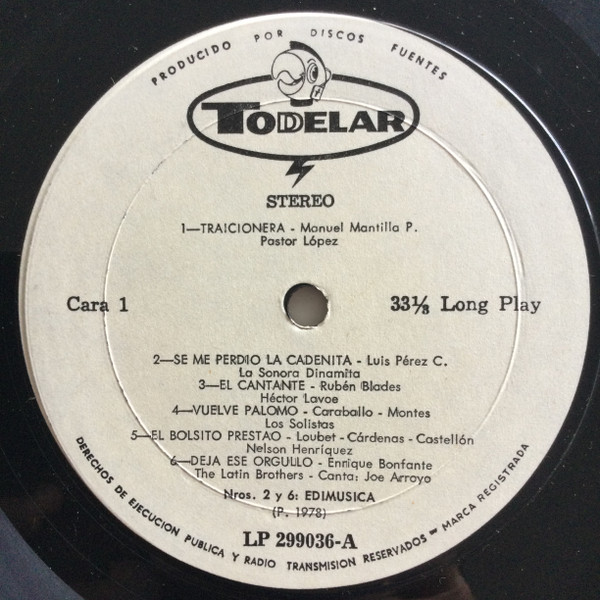 PRODUCIDO POR DISCOS FUENTES
TODELAR
STEREO
1—TRAICIONERA - Manuel Mantilla P.
Pastor López
Cara 1
33⅓ Long Play
2—SE ME PERDIO LA CADENITA - Luis Pérez C.
La Sonora Dinamita
3—EL CANTANTE - Rubén Blades
Héctor Lavoe
4—VUELVE PALOMO - Caraballo - Montes
Los Solistas
5—EL BOLSITO PRESTAO - Loubet - Cárdenas - Castellón
Nelson Henríquez
6—DEJA ESE ORGULLO - Enrique Bonfante
The Latin Brothers - Canta: Joe Arroyo
Nros. 2 y 6: EDIMUSICA
(P. 1978)
LP 299036-A
DERECHOS DE EJECUCION PUBLICA Y RADIO TRANSMISION RESERVADOS - MARCA REGISTRADA